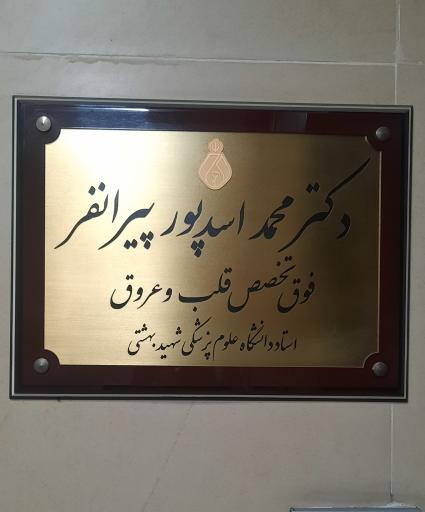 دکتر محمد اسدپور پیرانفر
فوق تخصص قلب و عروق
استاد دانشگاه علوم پزشکی شهید بهشتی